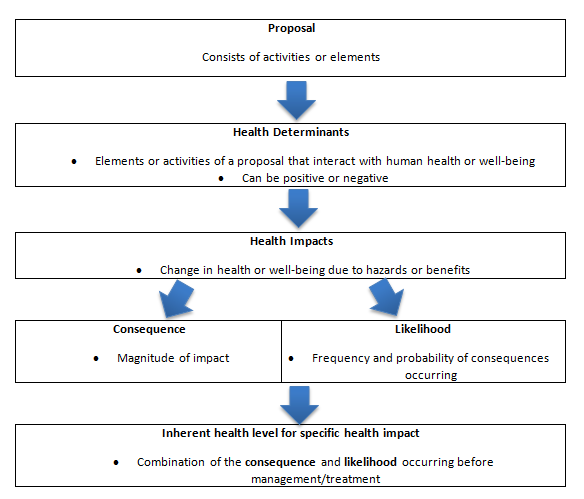 Proposal
Consists of activities or elements
Health Determinants
• Elements or activities of a proposal that interact with human health or well-being
• Can be positive or negative
Health Impacts
• Change in health or well-being due to hazards or benefits
Consequence
• Magnitude of impact
Likelihood
• Frequency and probability of consequences
occurring
Inherent health level for specific health impact
• Combination of the consequence and likelihood occurring before
management/treatment